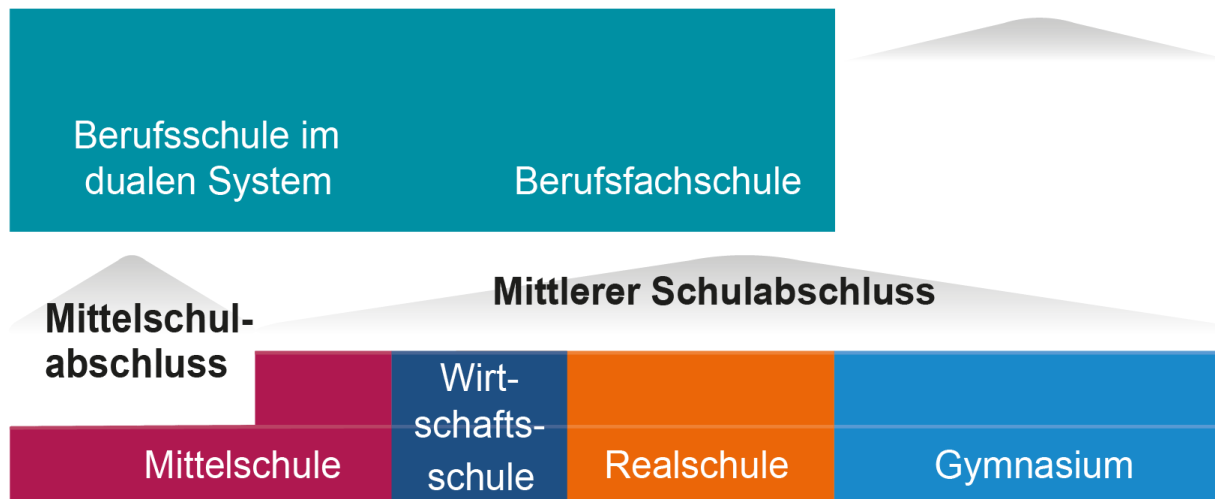 Berufsschule im
dualen System
Berufsfachschule
Mittelschul-
abschluss
Mittlerer Schulabschluss
Mittelschule
Wirt-
schafts-
schule
Realschule
Gymnasium